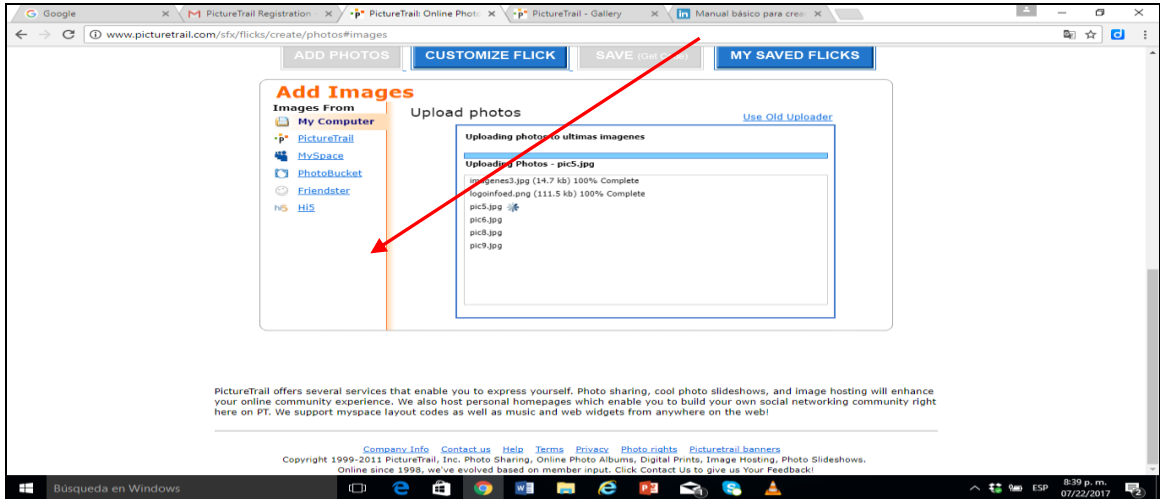 Google
PictureTrail Registration -
PictureTrail: Online Phot
PictureTrail - Gallery
Manual básico para crea
www.picturetrail.com/sfx/flicks/create/photos#images
ADD PHOTOS
CUSTOMIZE FLICK
SAVE (Get Code)
MY SAVED FLICKS
Add Images
Images From
My Computer
PictureTrail
MySpace
PhotoBucket
Friendster
hi5 HI5
Upload photos
Use Old Uploader
Uploading photos to ultimas imagenes
Uploading Photos - pic5.jpg
imagenes3.jpg (14.7 kb) 100% Complete
logoinfoed.png (111.5 kb) 100% Complete
pic5.jpg
pic6.jpg
pic8.jpg
pic9.jpg
PictureTrail offers several services that enable you to express yourself. Photo sharing, cool photo slideshows, and image hosting will enhance
your online community experience. We also host personal homepages which enable you to build your own social networking community right
here on PT. We support myspace layout codes as well as music and web widgets from anywhere on the web!
Company Info Contact us Help Terms Privacy Photo rights Picturetrail banners
Copyright 1999-2011 PictureTrail, Inc. Photo Sharing, Online Photo Albums, Digital Prints, Image Hosting, Photo Slideshows.
Online since 1998, we've evolved based on member input. Click Contact Us to give us Your Feedback!
Búsqueda en Windows
ESP
8:39 p. m.
07/22/2017